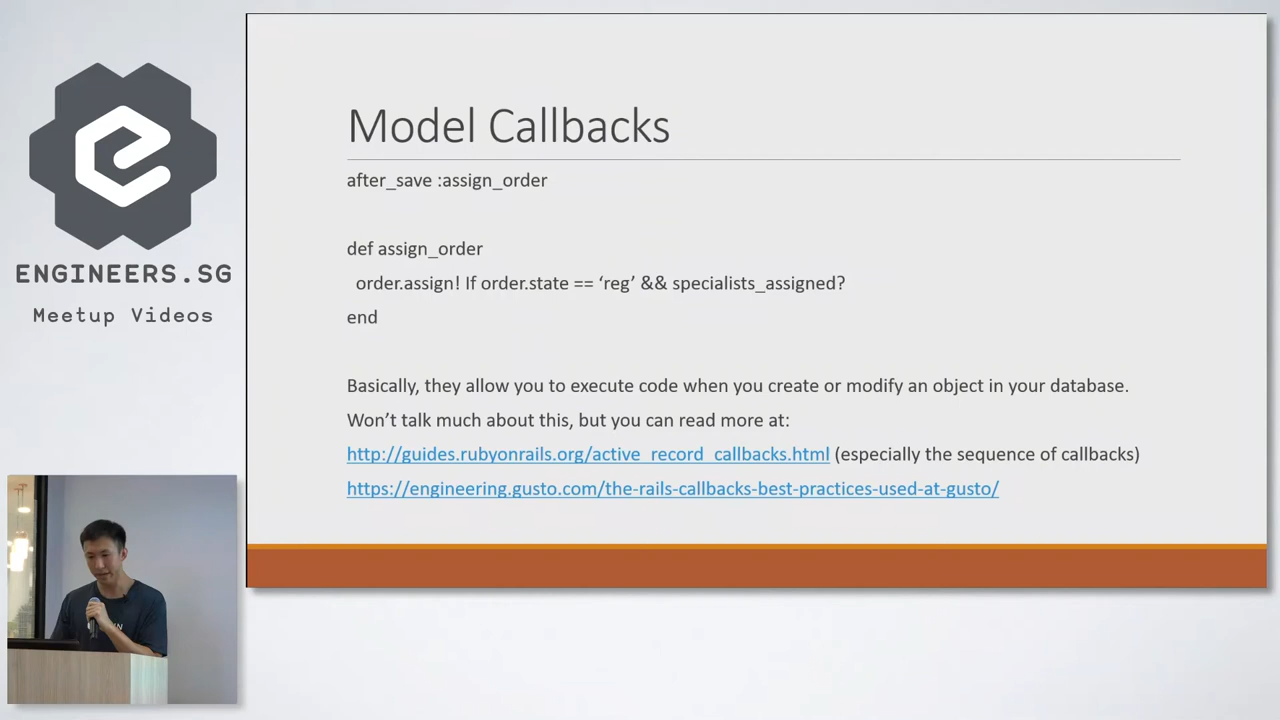 ENGINEERS.SG
Meetup Videos
Model Callbacks
after_save :assign_order
def assign_order
order.assign! If order.state == ‘reg’ && specialists_assigned?
end
Basically, they allow you to execute code when you create or modify an object in your database.
Won’t talk much about this, but you can read more at:
http://guides.rubyonrails.org/active_record_callbacks.html (especially the sequence of callbacks)
https://engineering.gusto.com/the-rails-callbacks-best-practices-used-at-gusto/